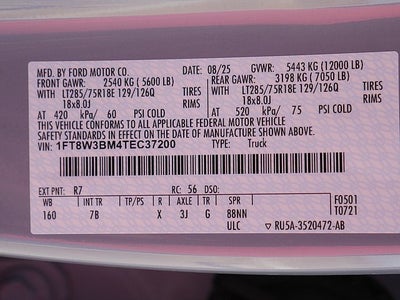 MFD. BY FORD MOTOR CO. 08/25 GVWR: 5443 KG (12000 LB)
FRONT GAWR: 2540 KG (5600 LB) REAR GAWR: 3198 KG (7050 LB)
WITH LT285/75R18E 129/126Q TIRES WITH LT285/75R18E 129/126Q TIRES
18x8.0J RIMS 18x8.0J RIMS
AT 420 kPa/ 60 PSI COLD AT 520 kPa/ 75 PSI COLD
THIS VEHICLE CONFORMS TO ALL APPLICABLE FEDERAL MOTOR VEHICLE
SAFETY STANDARDS IN EFFECT ON THE DATE OF MANUFACTURE SHOWN ABOVE.
VIN: 1FT8W3BM4TEC37200 TYPE: Truck
EXT PNT: R7 RC: 56 DSO:
WB INT TR TP/PS R AXLE TR SPR F0501
160 7B X 3J G 88NN T0721
ULC ▽ RU5A-3520472-AB